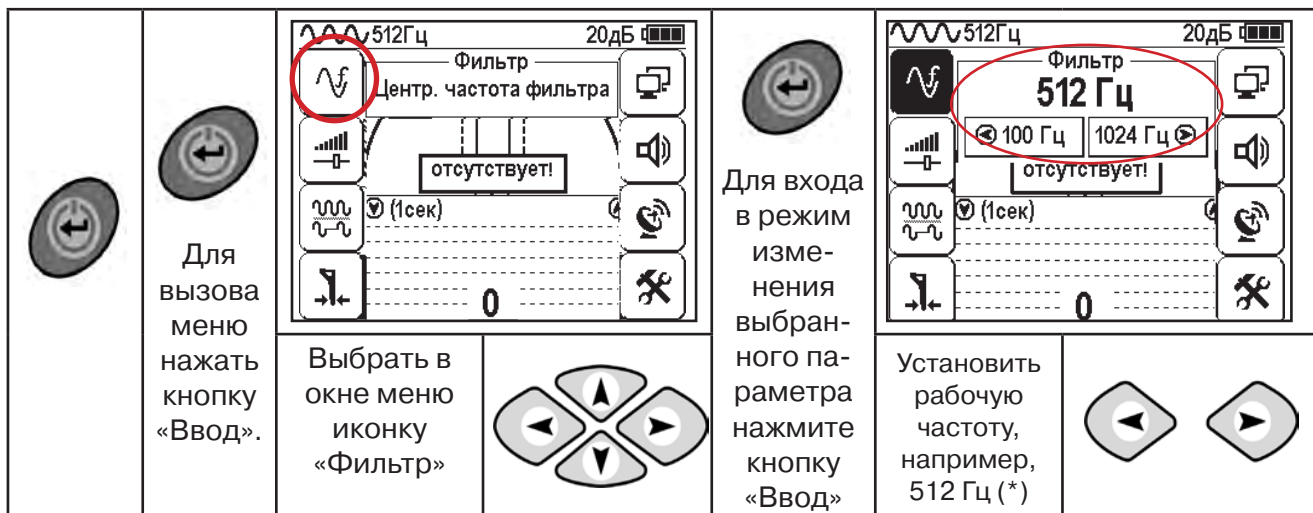 Для
вызова
меню
нажать
кнопку
«Ввод».
512Гц 20дБ
Фильтр
Центр. частота фильтра
отсутствует!
(1сек)
0
Выбрать в
окне меню
иконку
«Фильтр»
Для входа
в режим
изме-
нения
выбран-
ного па-
раметра
нажмите
кнопку
«Ввод»
512Гц 20дБ
Фильтр
512 Гц
100 Гц 1024 Гц
отсутствует!
(1сек)
0
Установить
рабочую
частоту,
например,
512 Гц (*)